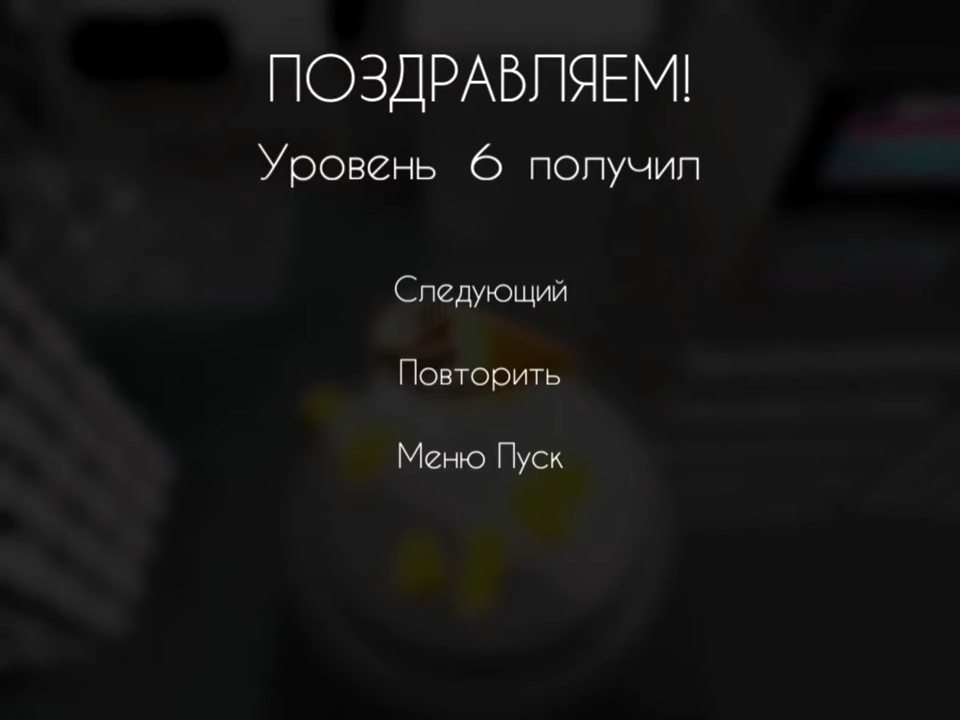 ПОЗДРАВЛЯЕМ!
Уровень 6 получил
Следующий
Повторить
Меню Пуск